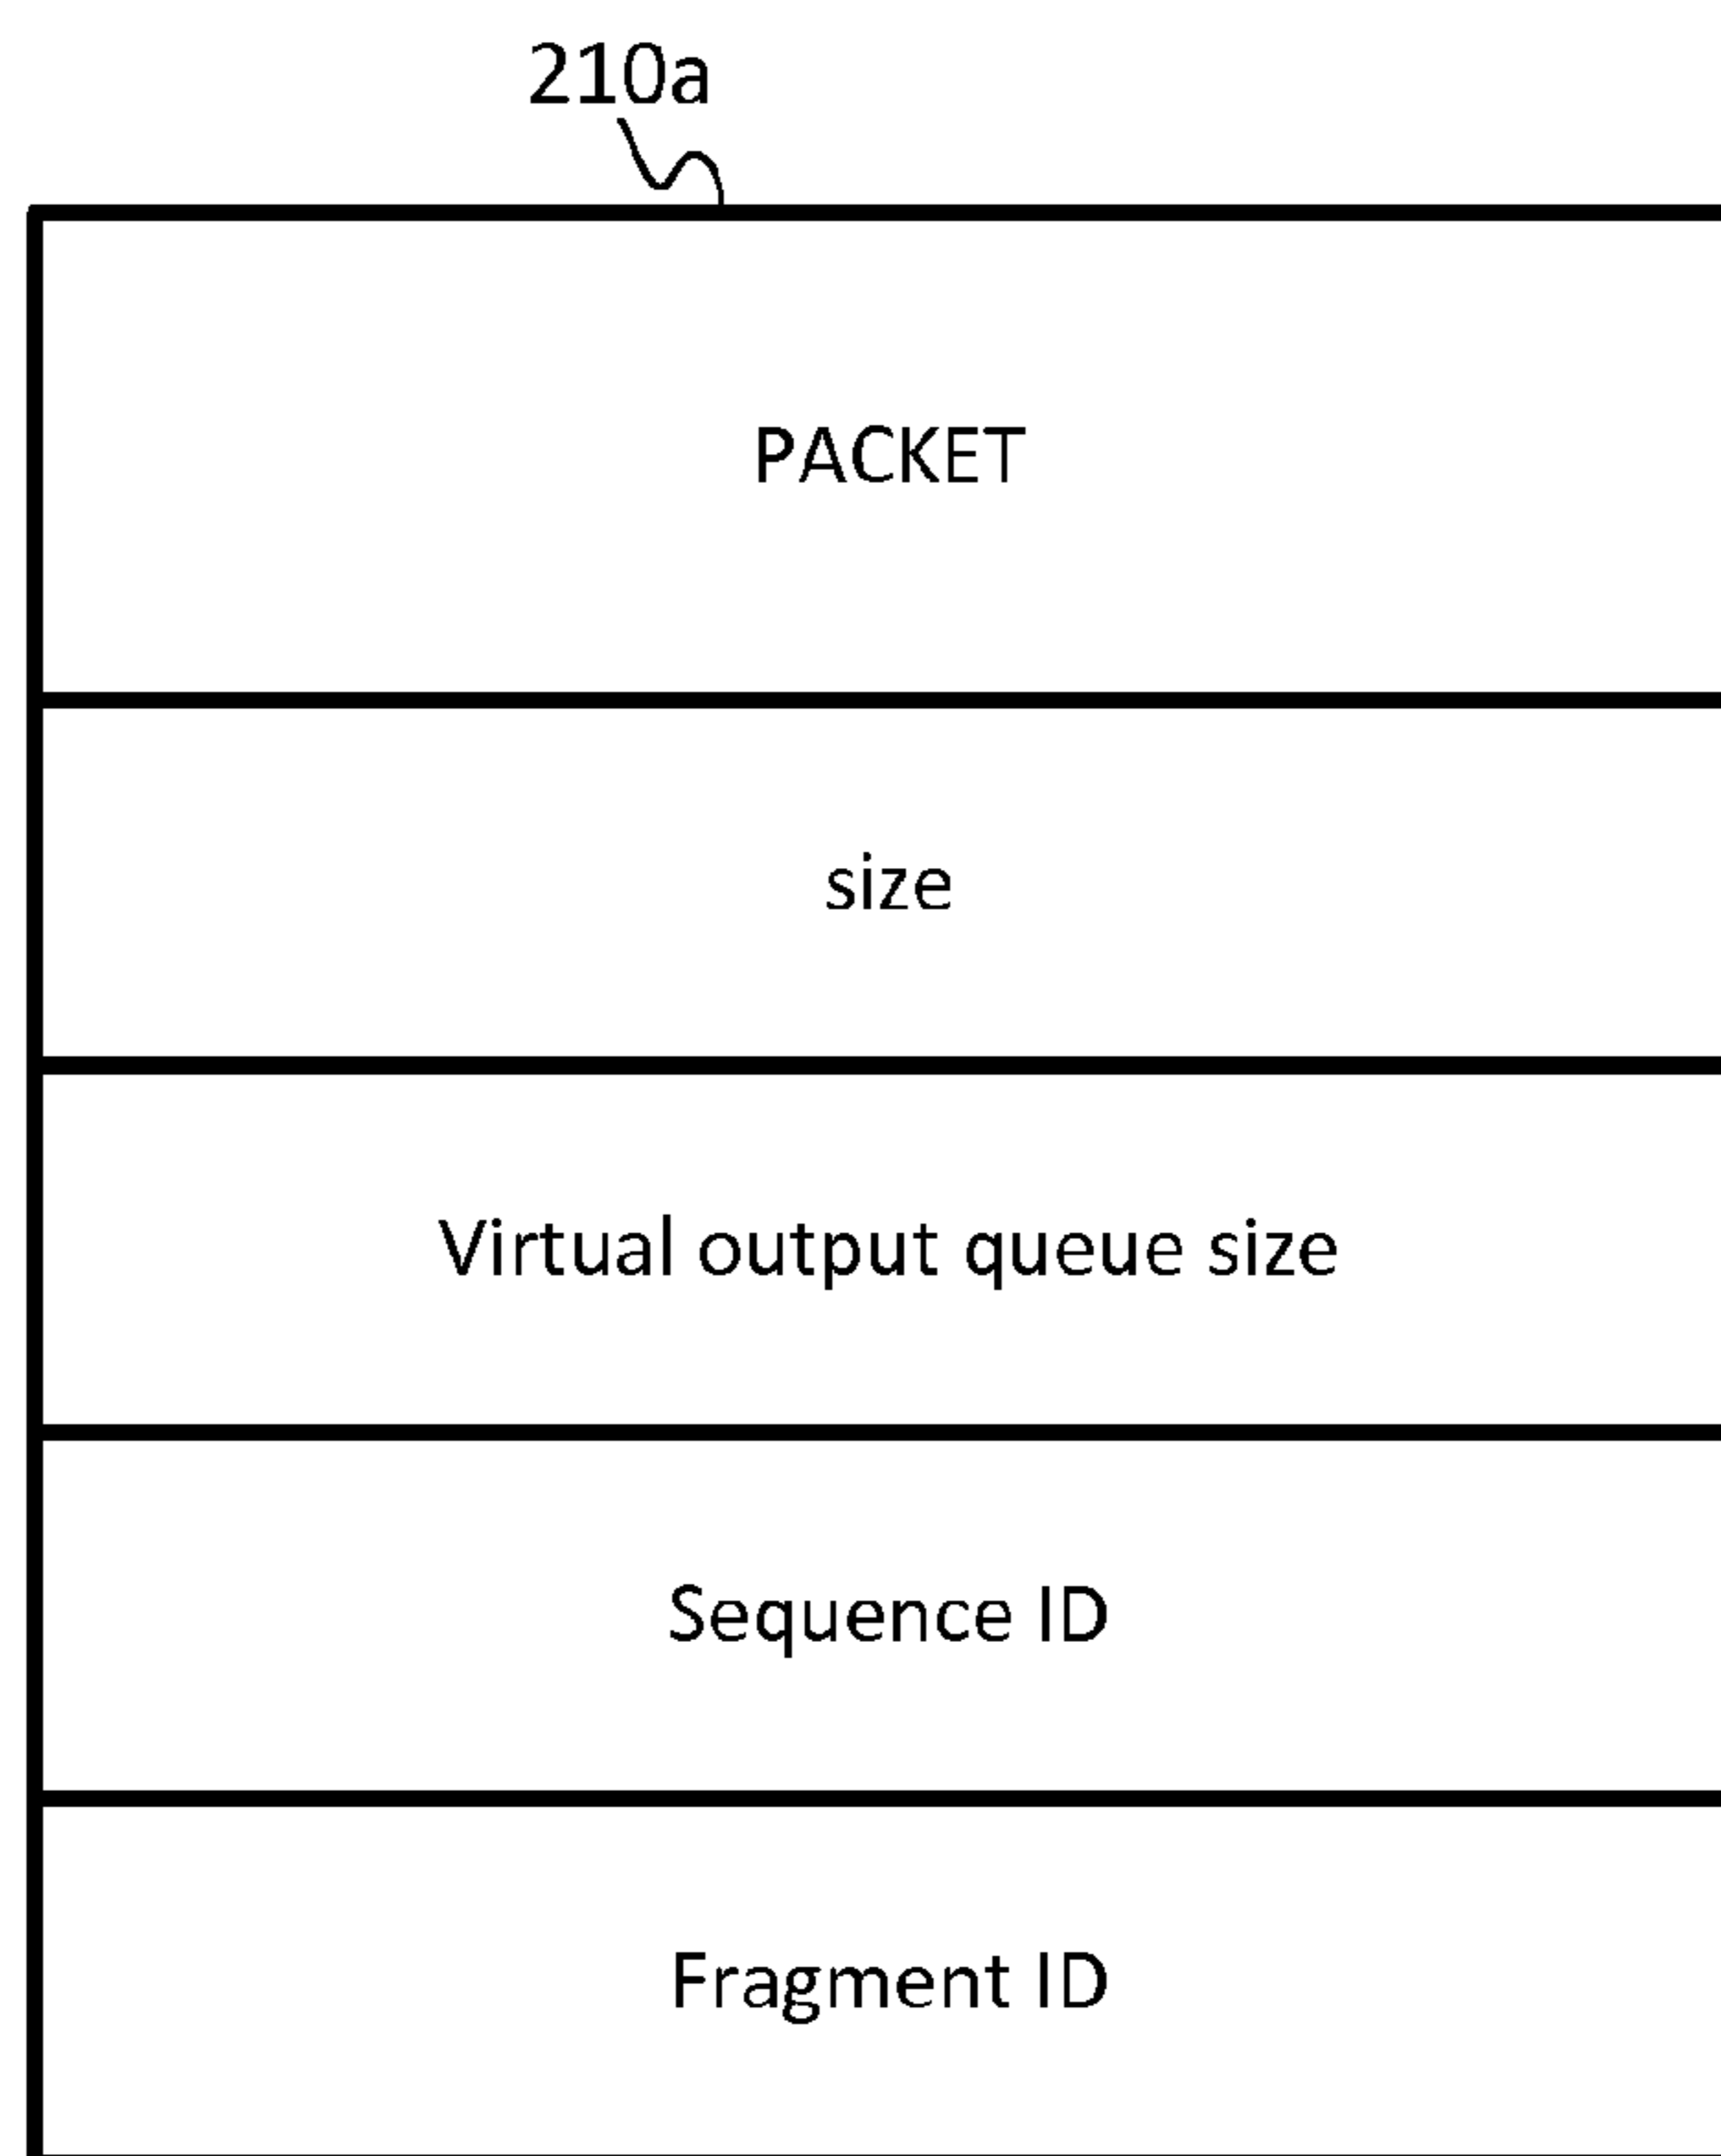 210a
PACKET
size
Virtual output queue size
Sequence ID
Fragment ID